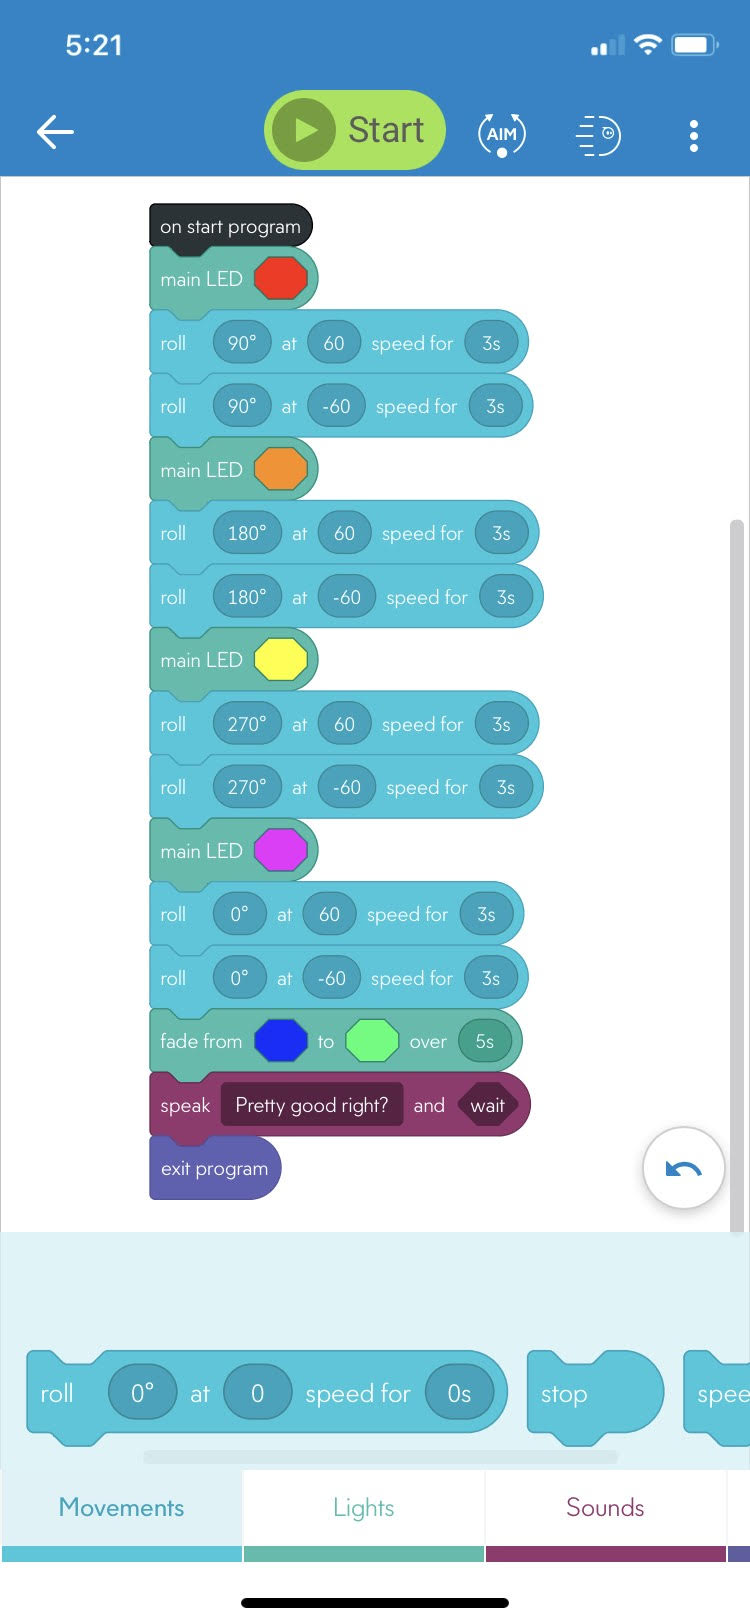 5:21
Start
AIM
on start program
main LED
roll 90° at 60 speed for 3s
roll 90° at -60 speed for 3s
main LED
roll 180° at 60 speed for 3s
roll 180° at -60 speed for 3s
main LED
roll 270° at 60 speed for 3s
roll 270° at -60 speed for 3s
main LED
roll 0° at 60 speed for 3s
roll 0° at -60 speed for 3s
fade from to over 5s
speak Pretty good right? and wait
exit program
roll 0° at 0 speed for 0s stop spee
Movements Lights Sounds